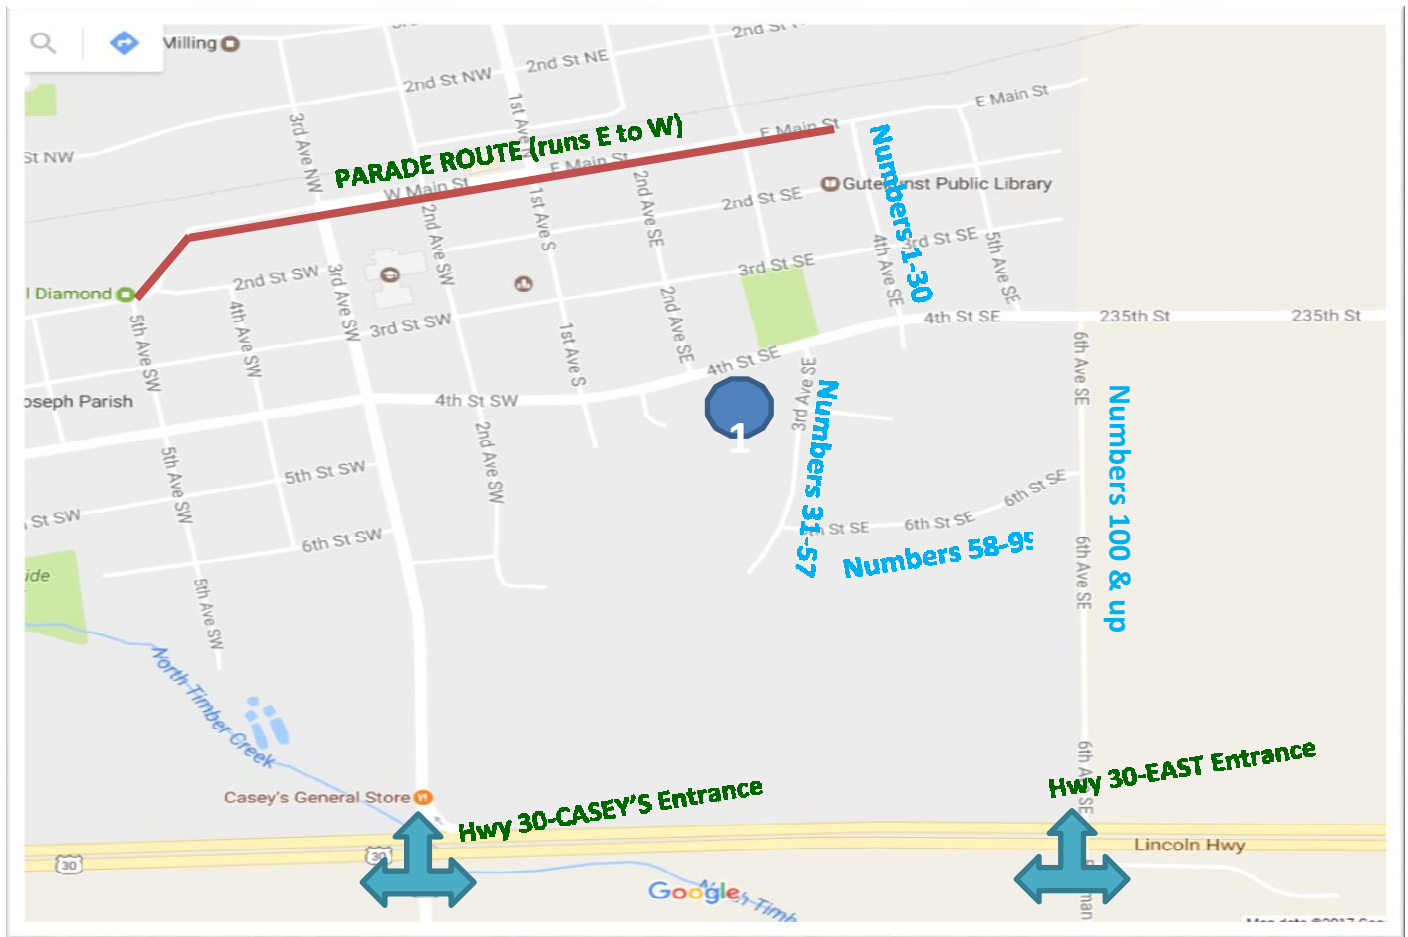 Milling
2nd St NW
2nd St NE
2nd St
E Main St
1st Ave N
3rd Ave NW
St NW
PARADE ROUTE (runs E to W)
E Main St
E Main St
W Main St
Numbers 1-30
Gutekunst Public Library
2nd St SE
2nd Ave SE
1st Ave S
2nd Ave SW
3rd St SE
3rd St SE
4th Ave SE
5th Ave SE
2nd St SW
l Diamond
3rd Ave SW
4th Ave SW
5th Ave SW
3rd St SW
1st Ave S
2nd Ave SE
4th St SE
235th St
235th St
4th St SE
6th Ave SE
3rd Ave SE
oseph Parish
4th St SW
1
Numbers 31-57
Numbers 100 & up
2nd Ave SW
5th Ave SW
5th St SW
6th St SE
St SW
6th St SW
St SE
6th St SE
Numbers 58-99
6th Ave SE
ide
5th Ave SW
North Timber Creek
6th Ave SE
Hwy 30-EAST Entrance
Casey's General Store
Hwy 30-CASEY'S Entrance
30
30
Lincoln Hwy
Google
man